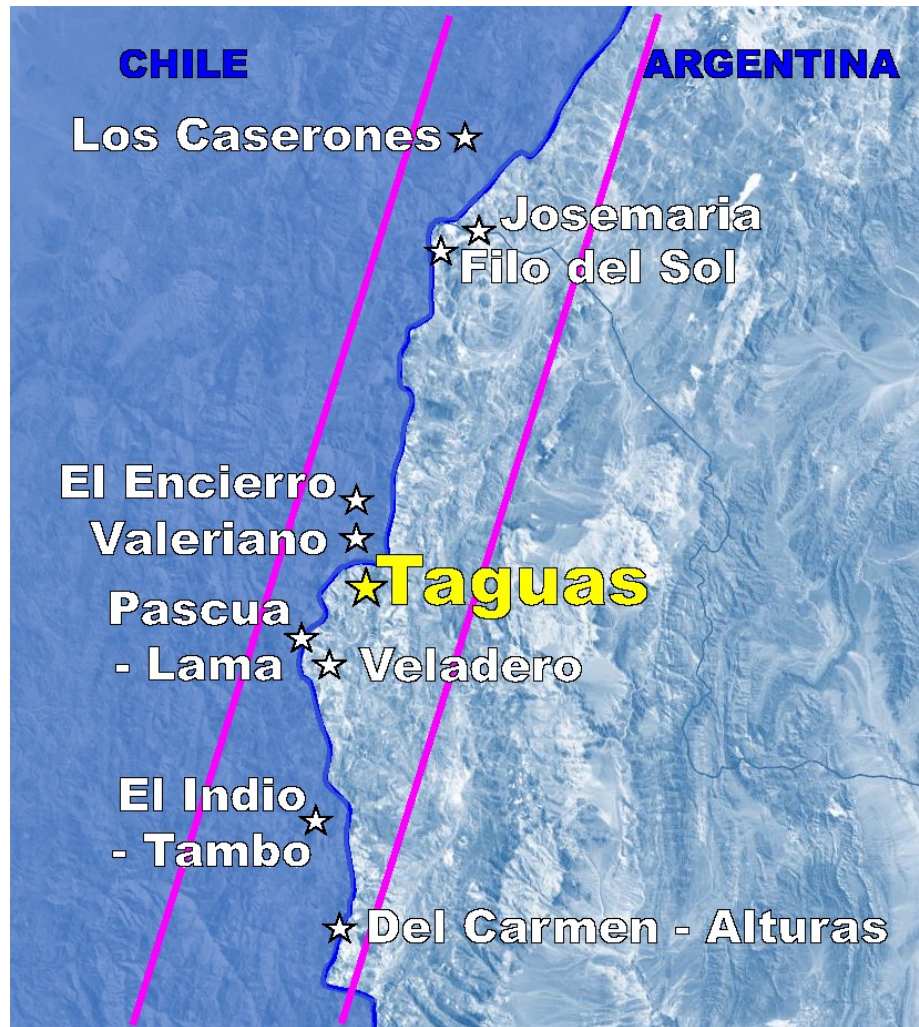 CHILE
ARGENTINA
Los Caserones
Josemaria
Filo del Sol
El Encierro
Valeriano
Taguas
Pascua
- Lama
Veladero
El Indio
- Tambo
Del Carmen - Alturas